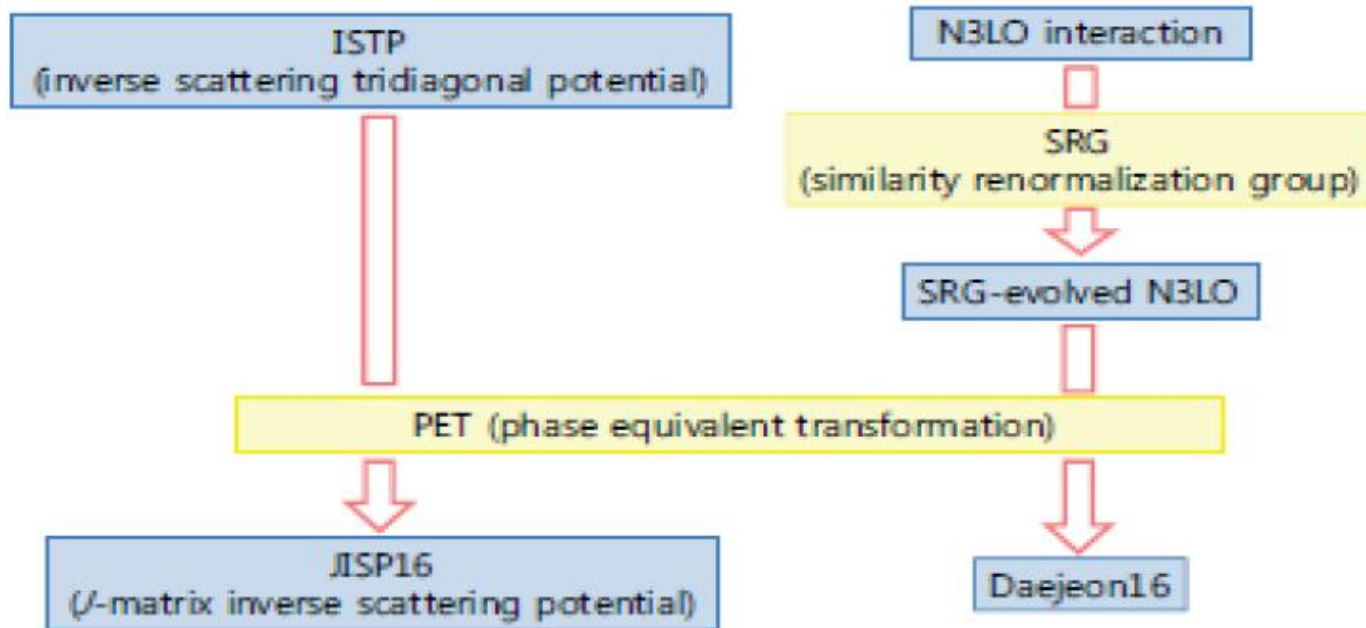 ISTP
(inverse scattering tridiagonal potential)
N3LO interaction
SRG
(similarity renormalization group)
SRG-evolved N3LO
PET (phase equivalent transformation)
JISP16
(J-matrix inverse scattering potential)
Daejeon16